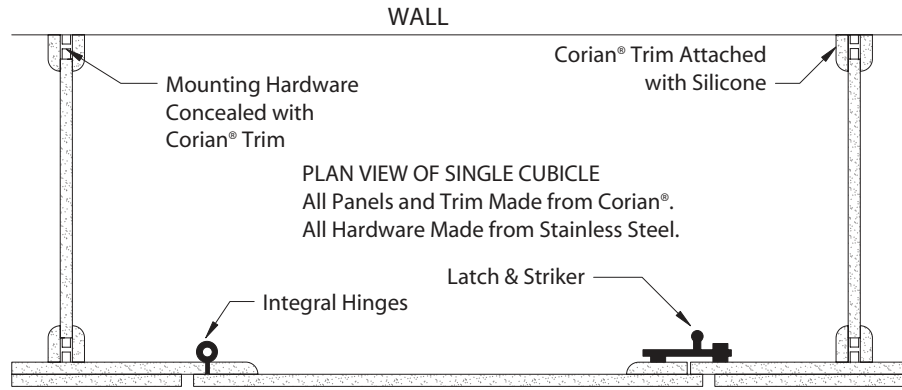 WALL
Mounting Hardware
Concealed with
Corian® Trim
Corian® Trim Attached
with Silicone
PLAN VIEW OF SINGLE CUBICLE
All Panels and Trim Made from Corian®.
All Hardware Made from Stainless Steel.
Latch & Striker
Integral Hinges